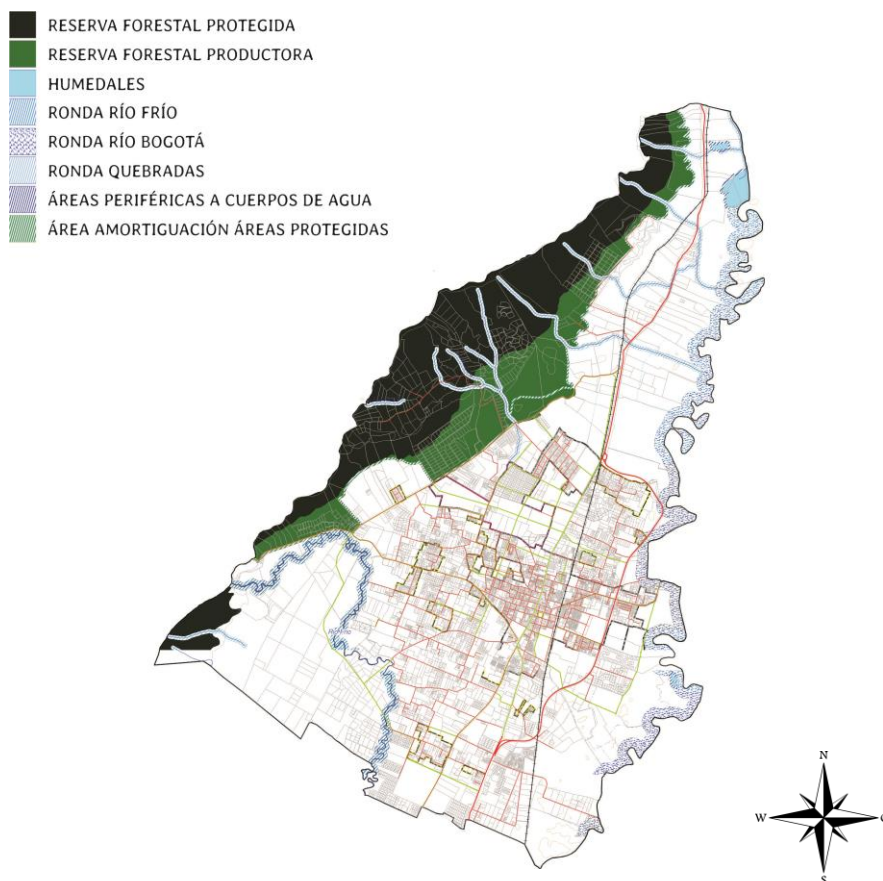 RESERVA FORESTAL PROTEGIDA
RESERVA FORESTAL PRODUCTORA
HUMEDALES
RONDA RÍO FRÍO
RONDA RÍO BOGOTÁ
RONDA QUEBRADAS
ÁREAS PERIFÉRICAS A CUERPOS DE AGUA
ÁREA AMORTIGUACIÓN ÁREAS PROTEGIDAS
N
W
S